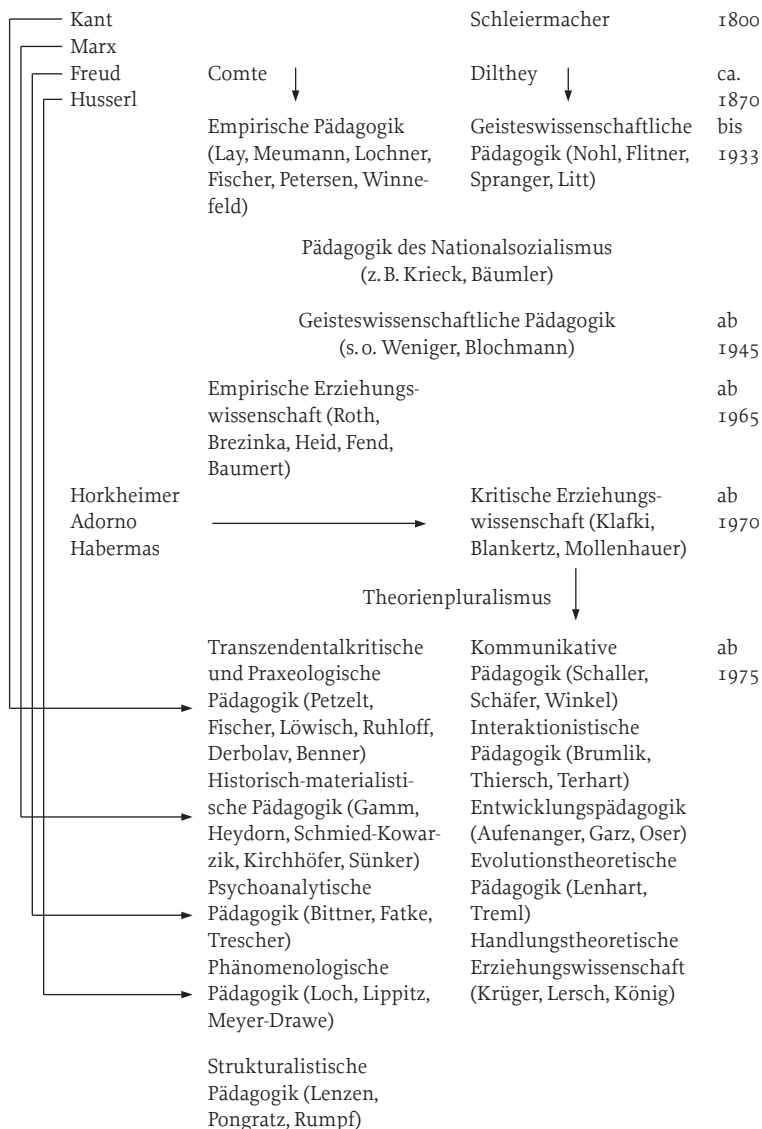 Kant Schleiermacher 1800
Marx
Freud Comte Dilthey ca.
Husserl 1870
Empirische Pädagogik Geisteswissenschaftliche bis
(Lay, Meumann, Lochner, Pädagogik (Nohl, Flitner, 1933
Fischer, Petersen, Winne- Spranger, Litt)
feld)
Pädagogik des Nationalsozialismus
(z. B. Krieck, Bäumler)
Geisteswissenschaftliche Pädagogik ab
(s. o. Weniger, Blochmann) 1945
Empirische Erziehungs- ab
wissenschaft (Roth, 1965
Brezinka, Heid, Fend,
Baumert)
Horkheimer Kritische Erziehungs- ab
Adorno wissenschaft (Klafki, 1970
Habermas Blankertz, Mollenhauer)
Theorienpluralismus
Transzendentalkritische Kommunikative ab
und Praxeologische Pädagogik (Schaller, 1975
Pädagogik (Petzelt, Schäfer, Winkel)
Fischer, Löwisch, Ruhloff, Interaktionistische
Derbolav, Benner) Pädagogik (Brumlik,
Historisch-materialisti- Thiersch, Terhart)
sche Pädagogik (Gamm, Entwicklungspädagogik
Heydorn, Schmied-Kowar- (Aufenanger, Garz, Oser)
zik, Kirchhöfer, Sünker) Evolutionstheoretische
Psychoanalytische Pädagogik (Lenhart,
Pädagogik (Bittner, Fatke, Treml)
Trescher) Handlungstheoretische
Phänomenologische Erziehungswissenschaft
Pädagogik (Loch, Lippitz, (Krüger, Lersch, König)
Meyer-Drawe)
Strukturalistische
Pädagogik (Lenzen,
Pongratz, Rumpf)